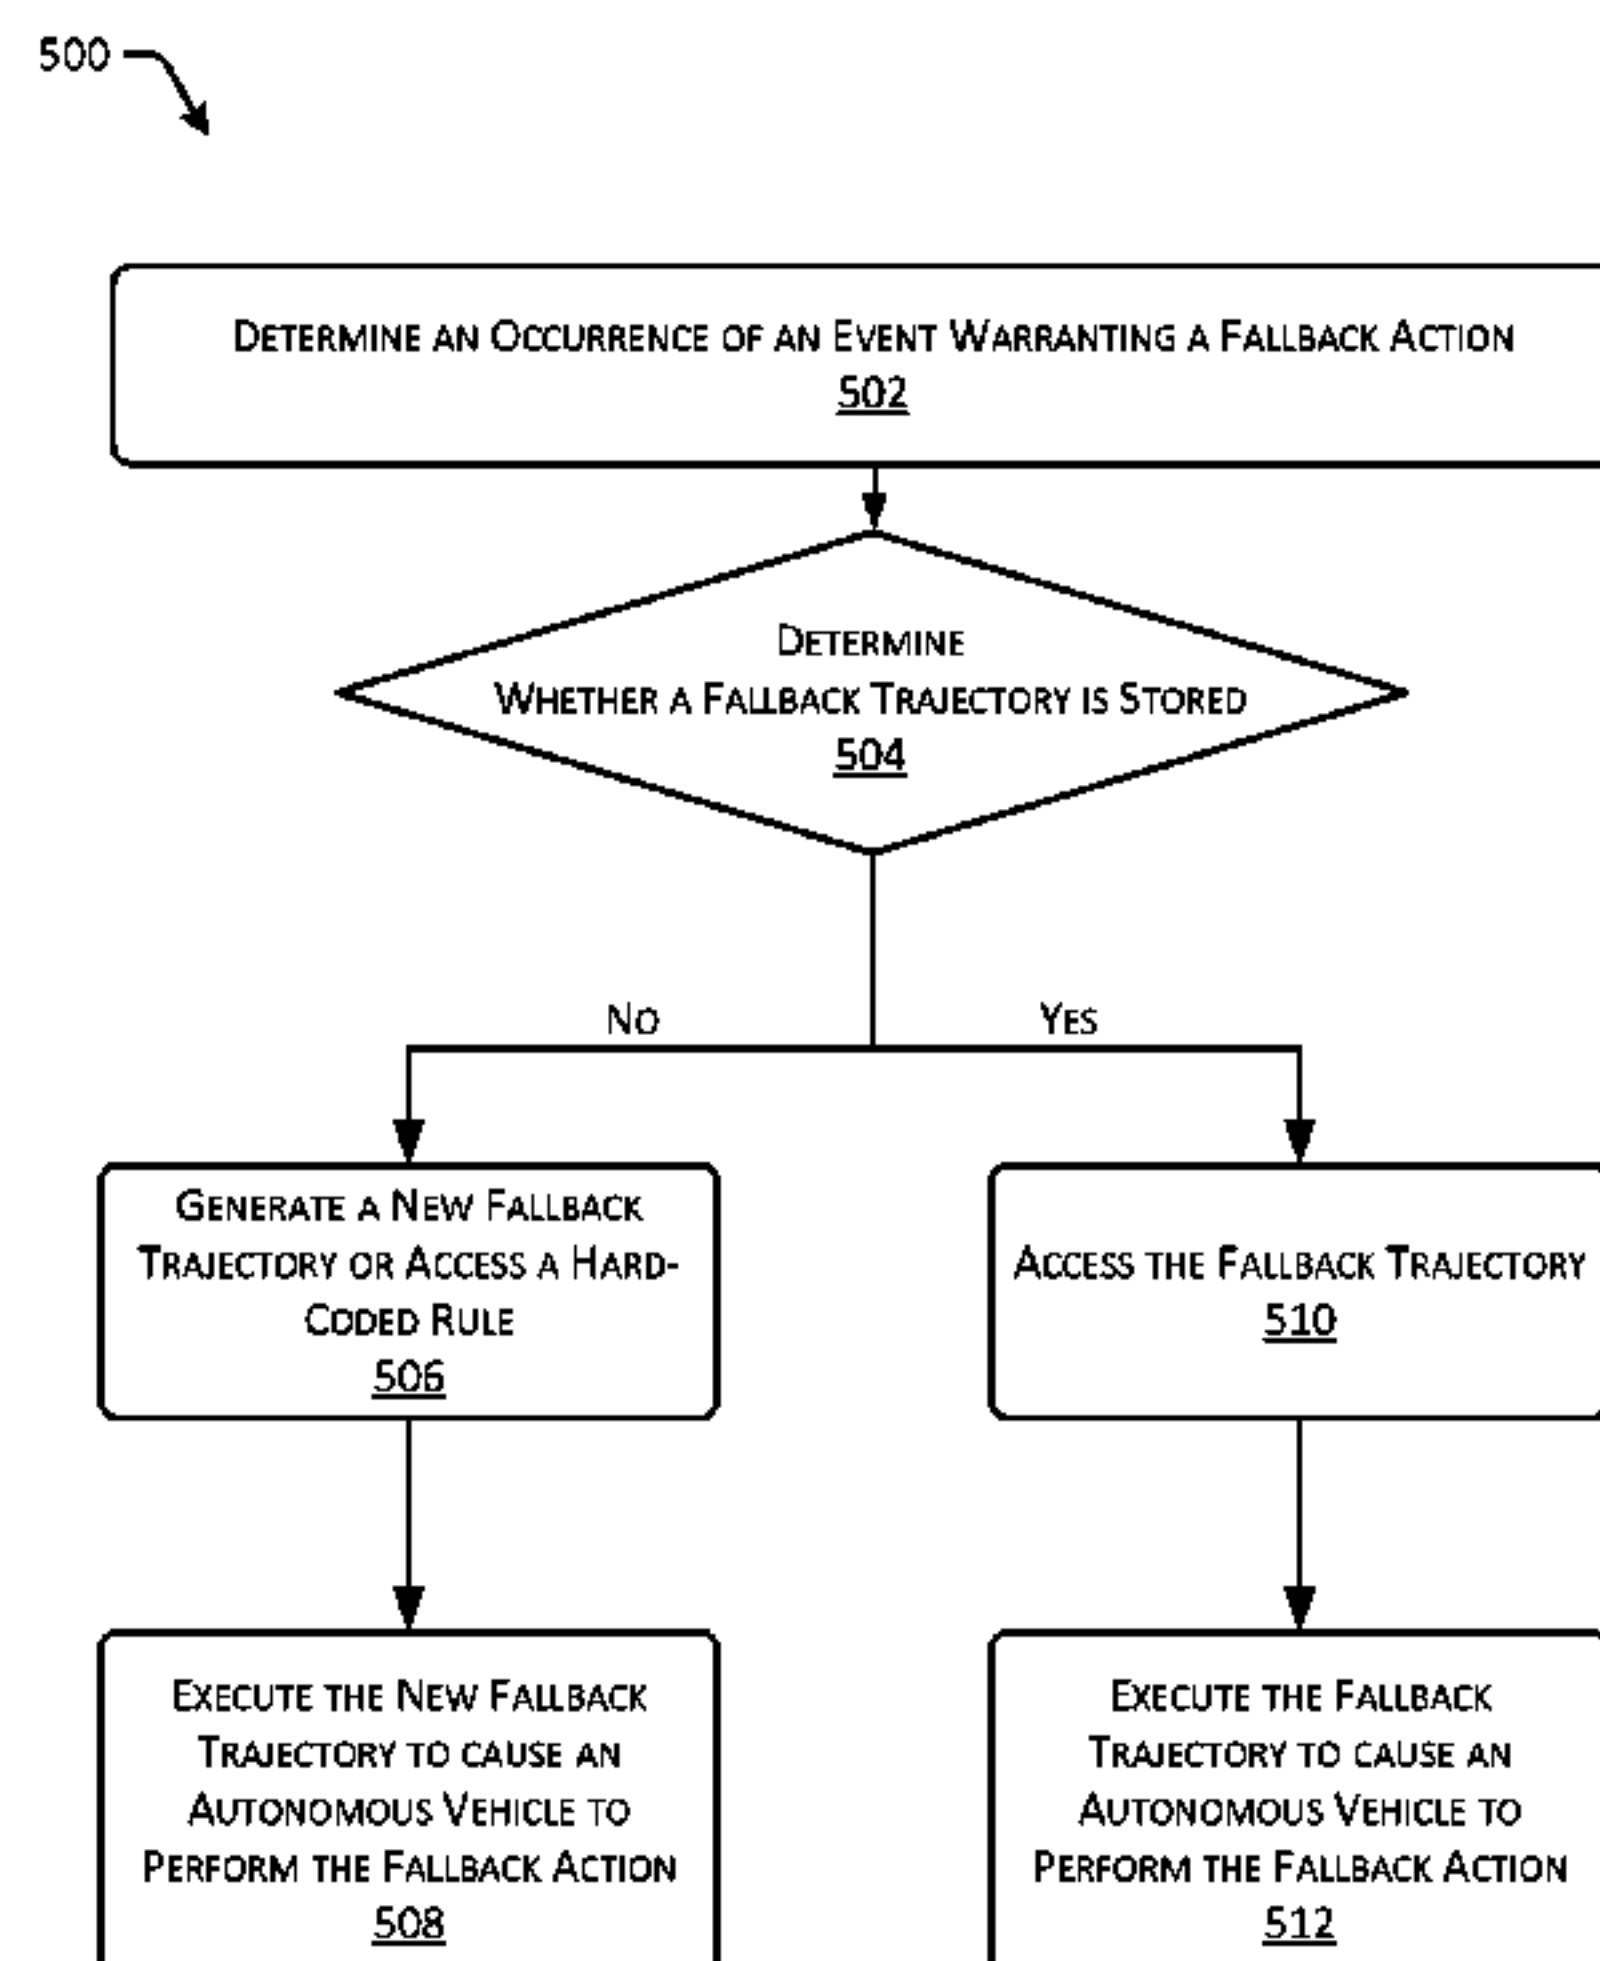 500
DETERMINE AN OCCURRENCE OF AN EVENT WARRANTING A FALLBACK ACTION
502
DETERMINE
WHETHER A FALLBACK TRAJECTORY IS STORED
504
NO
YES
GENERATE A NEW FALLBACK
TRAJECTORY OR ACCESS A HARD-
CODED RULE
506
ACCESS THE FALLBACK TRAJECTORY
510
EXECUTE THE NEW FALLBACK
TRAJECTORY TO CAUSE AN
AUTONOMOUS VEHICLE TO
PERFORM THE FALLBACK ACTION
508
EXECUTE THE FALLBACK
TRAJECTORY TO CAUSE AN
AUTONOMOUS VEHICLE TO
PERFORM THE FALLBACK ACTION
512